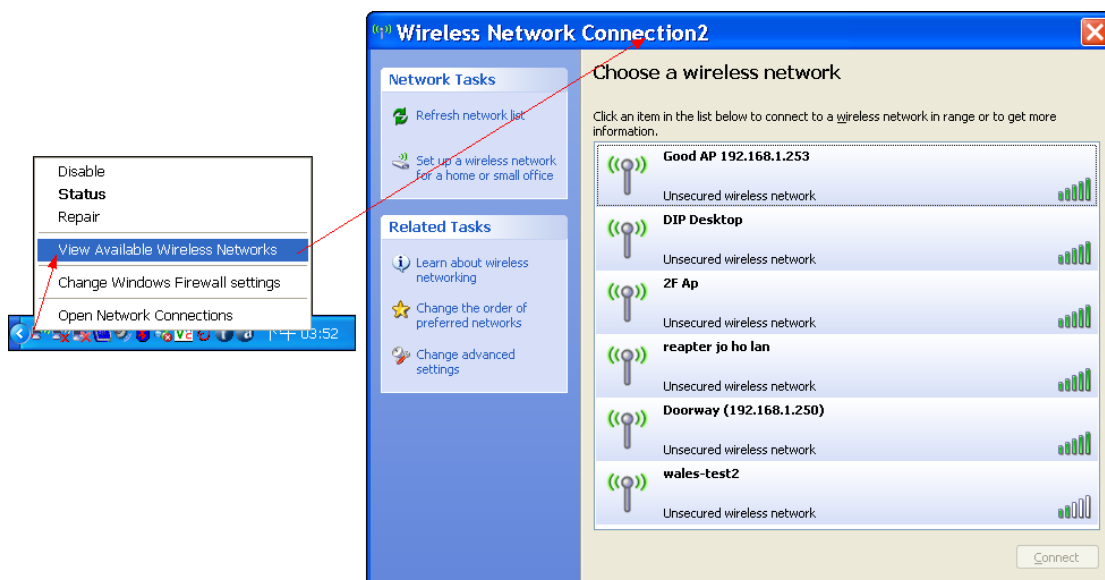 Disable
Status
Repair
View Available Wireless Networks
Change Windows Firewall settings
Open Network Connections
下午 03:52
Wireless Network Connection2
Network Tasks
Refresh network list
Set up a wireless network
for a home or small office
Related Tasks
Learn about wireless
networking
Change the order of
preferred networks
Change advanced
settings
Choose a wireless network
Click an item in the list below to connect to a wireless network in range or to get more
information.
Good AP 192.168.1.253
Unsecured wireless network
DIP Desktop
Unsecured wireless network
2F Ap
Unsecured wireless network
reapter jo ho lan
Unsecured wireless network
Doorway (192.168.1.250)
Unsecured wireless network
wales-test2
Unsecured wireless network
Connect